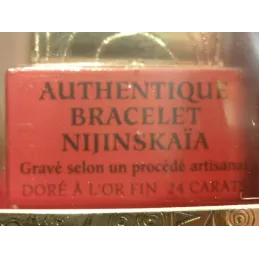 AUTHENTIQUE
BRACELET
NIJINSKAÏA
Gravé selon un procédé artisanal
DORÉ À L'OR FIN 24 CARATS